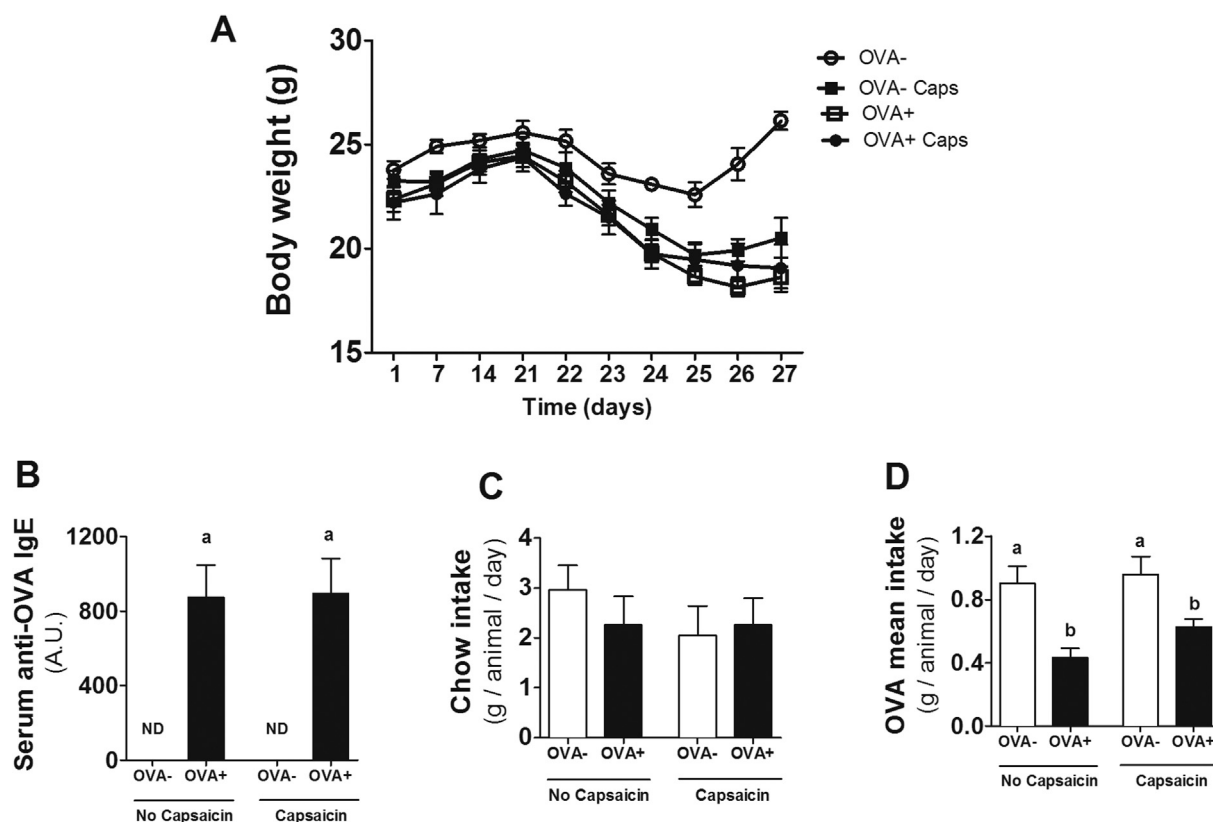 A
Body weight (g)
30
25
20
15
1 7 14 21 22 23 24 25 26 27
Time (days)
OVA-
OVA- Caps
OVA+
OVA+ Caps
B
Serum anti-OVA IgE
(A.U.)
1200
800
400
0
ND a ND a
OVA- OVA+ OVA- OVA+
No Capsaicin Capsaicin
C
Chow intake
(g / animal / day)
4
3
2
1
0
OVA- OVA+ OVA- OVA+
No Capsaicin Capsaicin
D
OVA mean intake
(g / animal / day)
1.2
0.8
0.4
0.0
a b a b
OVA- OVA+ OVA- OVA+
No Capsaicin Capsaicin